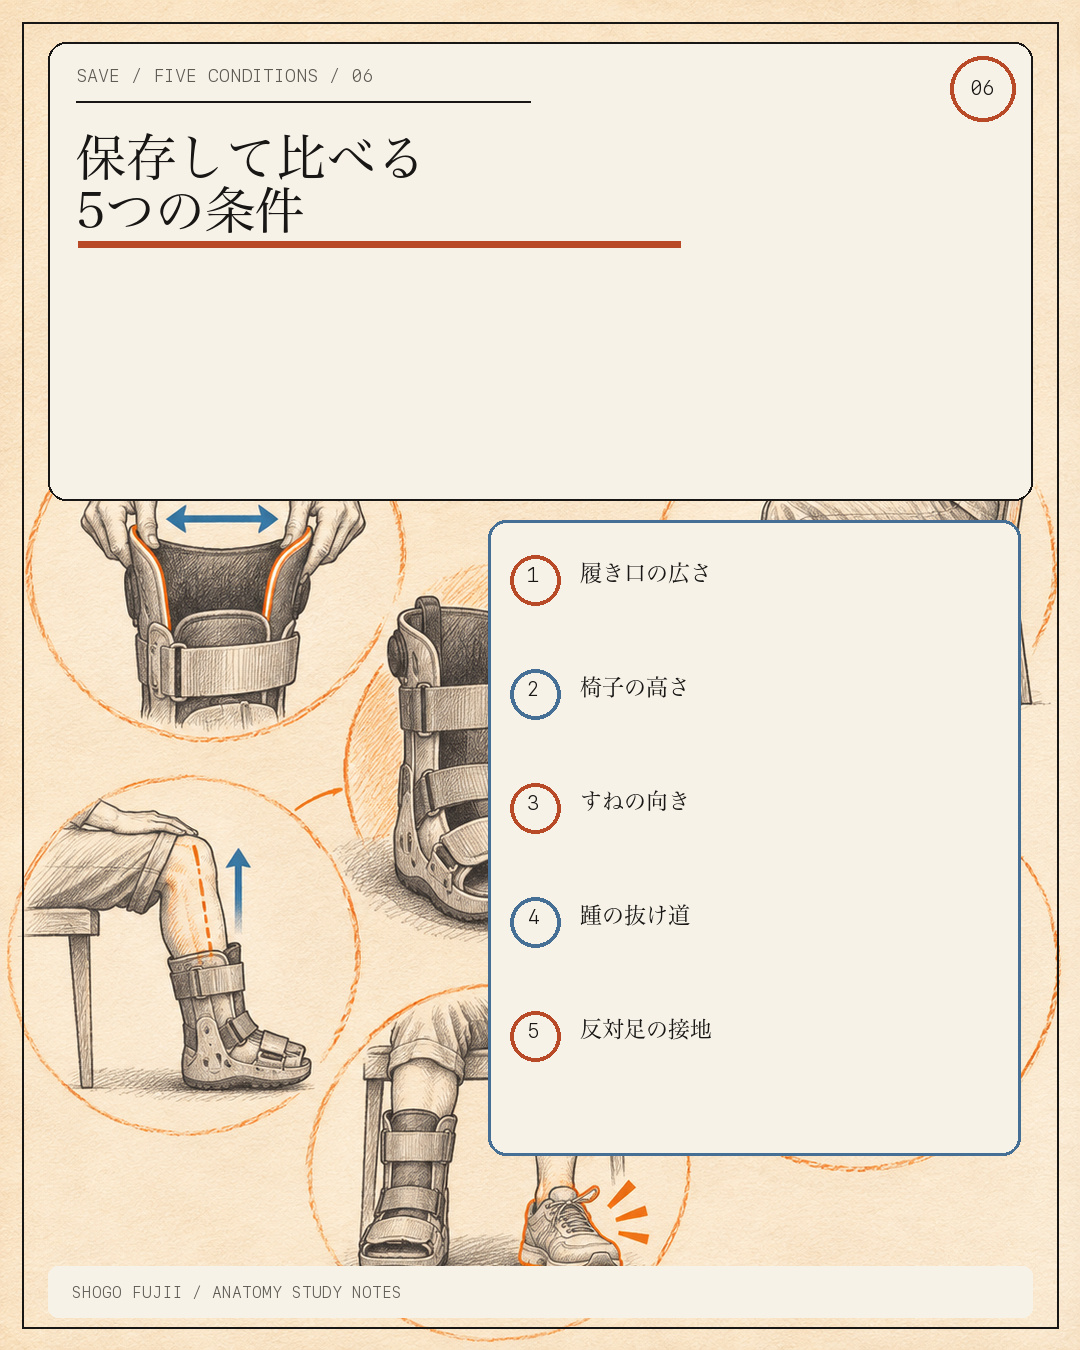 SAVE / FIVE CONDITIONS / 06
06
保存して比べる
5つの条件
1 履き口の広さ
2 椅子の高さ
3 すねの向き
4 踵の抜け道
5 反対足の接地
SHOGO FUJII / ANATOMY STUDY NOTES